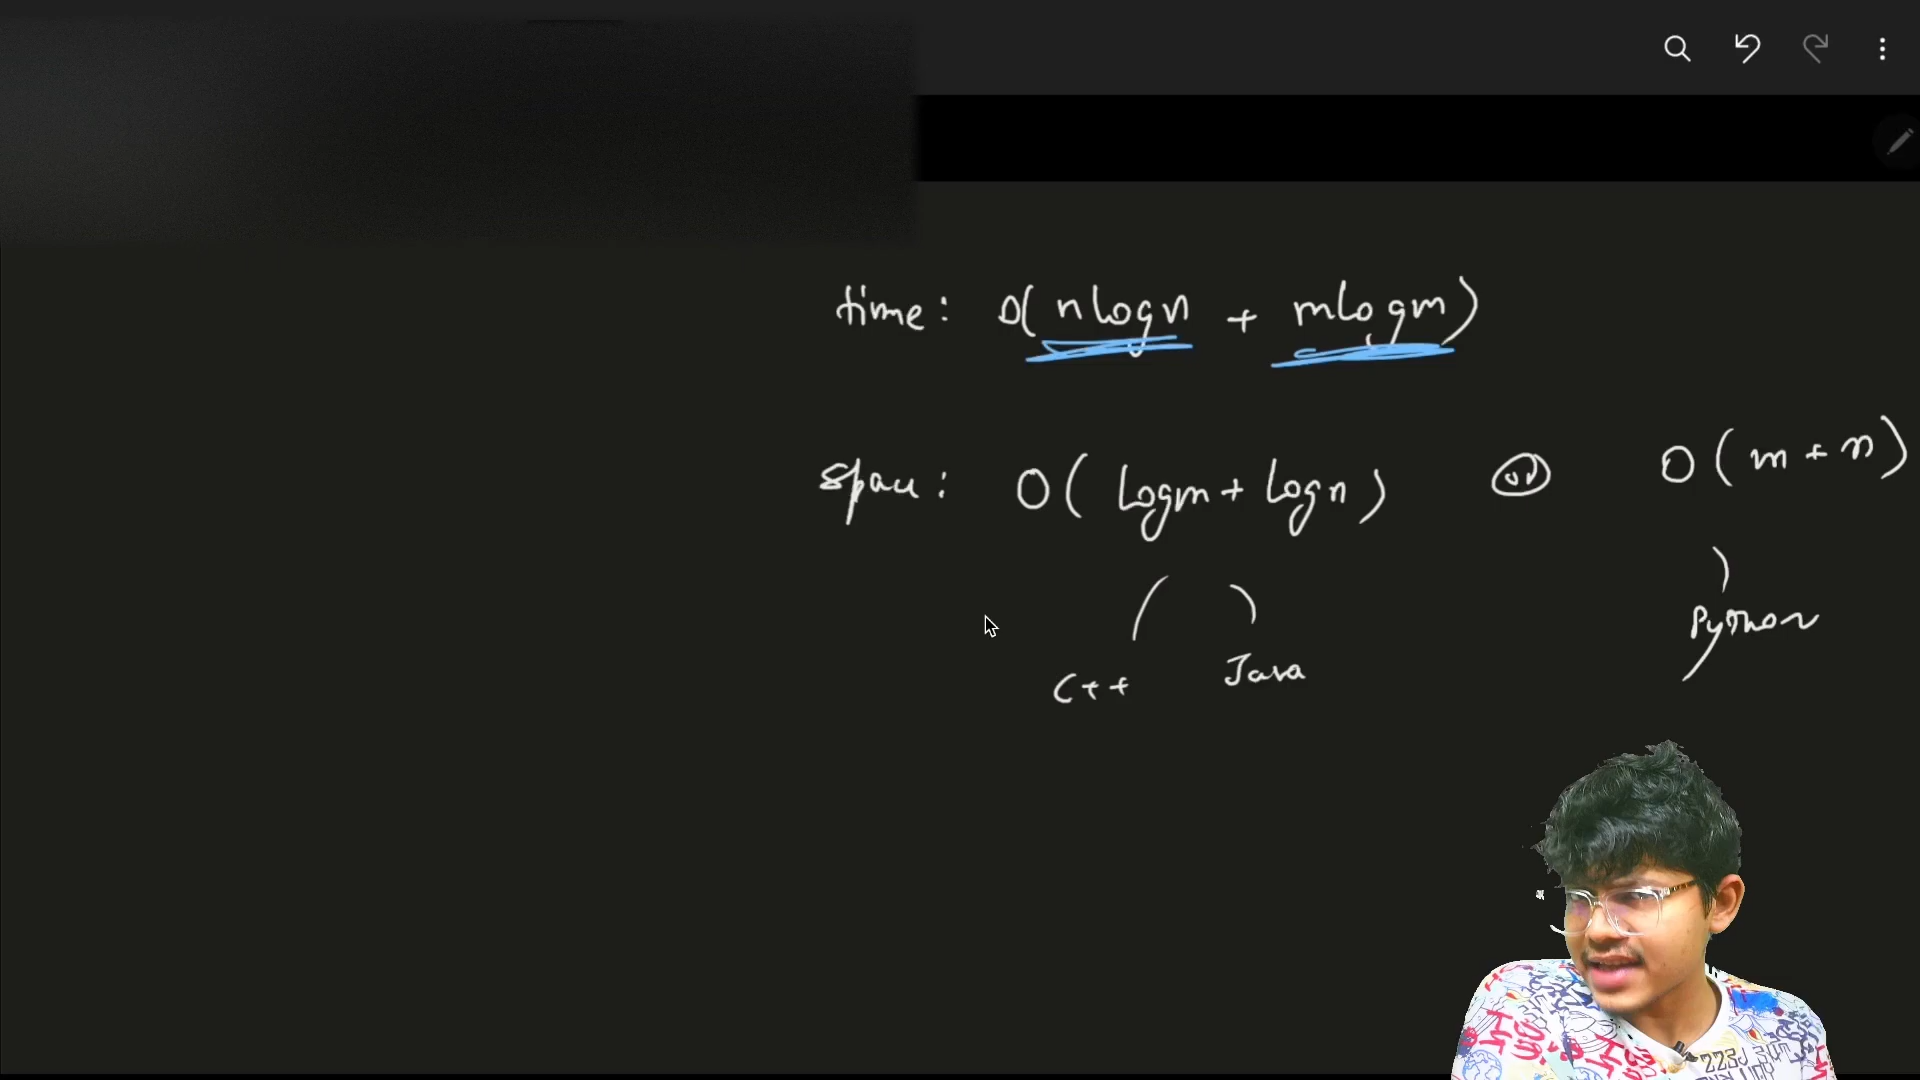 time: O( nlogn + mlogm )
space: O( logm + logn ) or O( m + n )
C++ Java Python